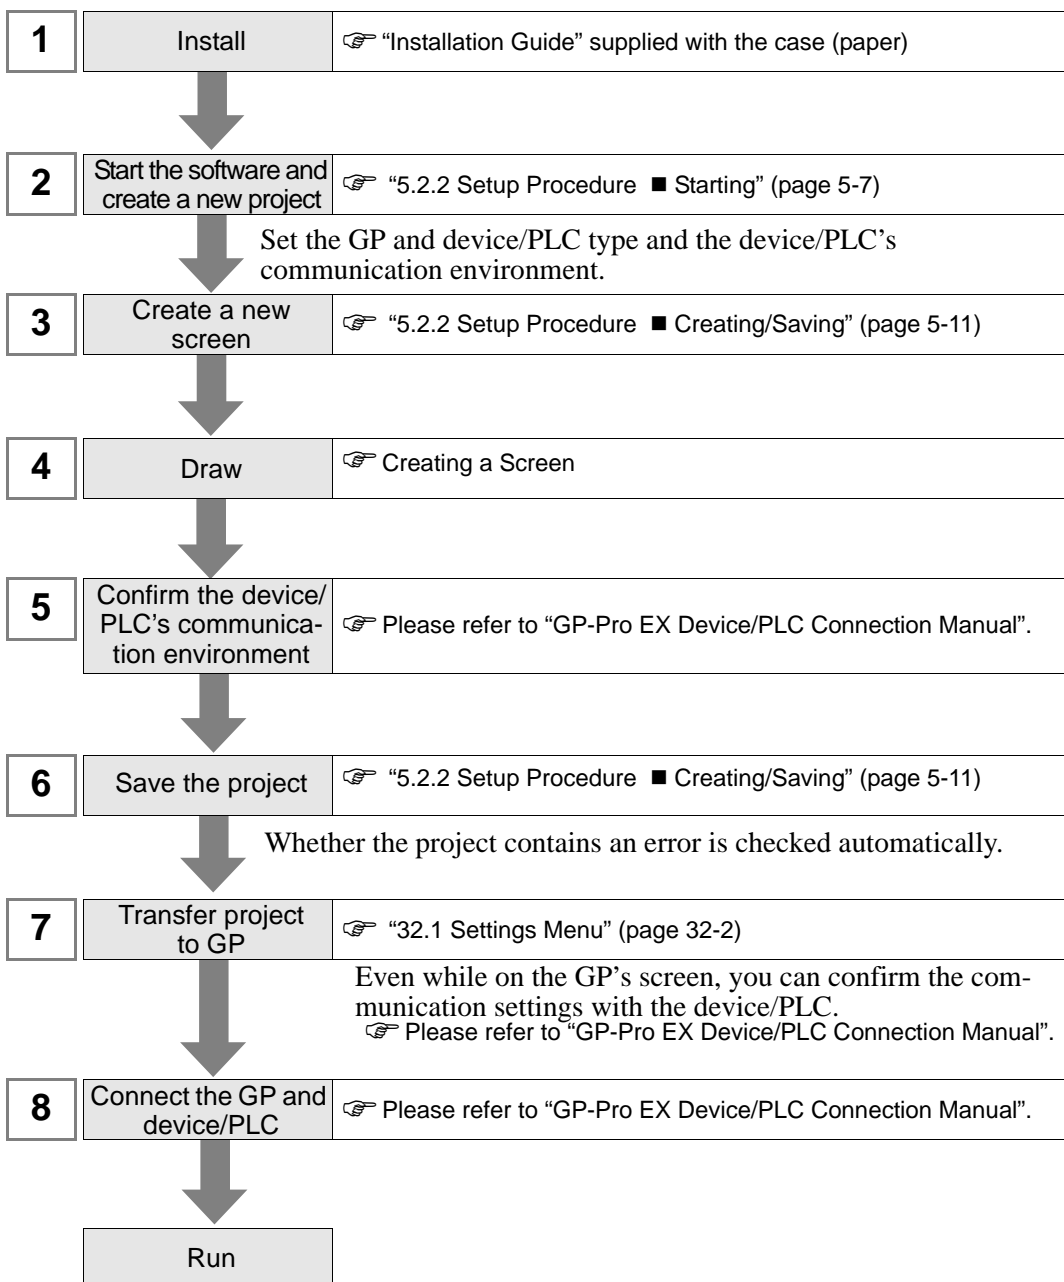 1
Install
☞ “Installation Guide” supplied with the case (paper)
2
Start the software and
create a new project
☞ “5.2.2 Setup Procedure ■ Starting” (page 5-7)
Set the GP and device/PLC type and the device/PLC’s
communication environment.
3
Create a new
screen
☞ “5.2.2 Setup Procedure ■ Creating/Saving” (page 5-11)
4
Draw
☞ Creating a Screen
5
Confirm the device/
PLC’s communica-
tion environment
☞ Please refer to “GP-Pro EX Device/PLC Connection Manual”.
6
Save the project
☞ “5.2.2 Setup Procedure ■ Creating/Saving” (page 5-11)
Whether the project contains an error is checked automatically.
7
Transfer project
to GP
☞ “32.1 Settings Menu” (page 32-2)
Even while on the GP’s screen, you can confirm the com-
munication settings with the device/PLC.
☞ Please refer to “GP-Pro EX Device/PLC Connection Manual”.
8
Connect the GP and
device/PLC
☞ Please refer to “GP-Pro EX Device/PLC Connection Manual”.
Run